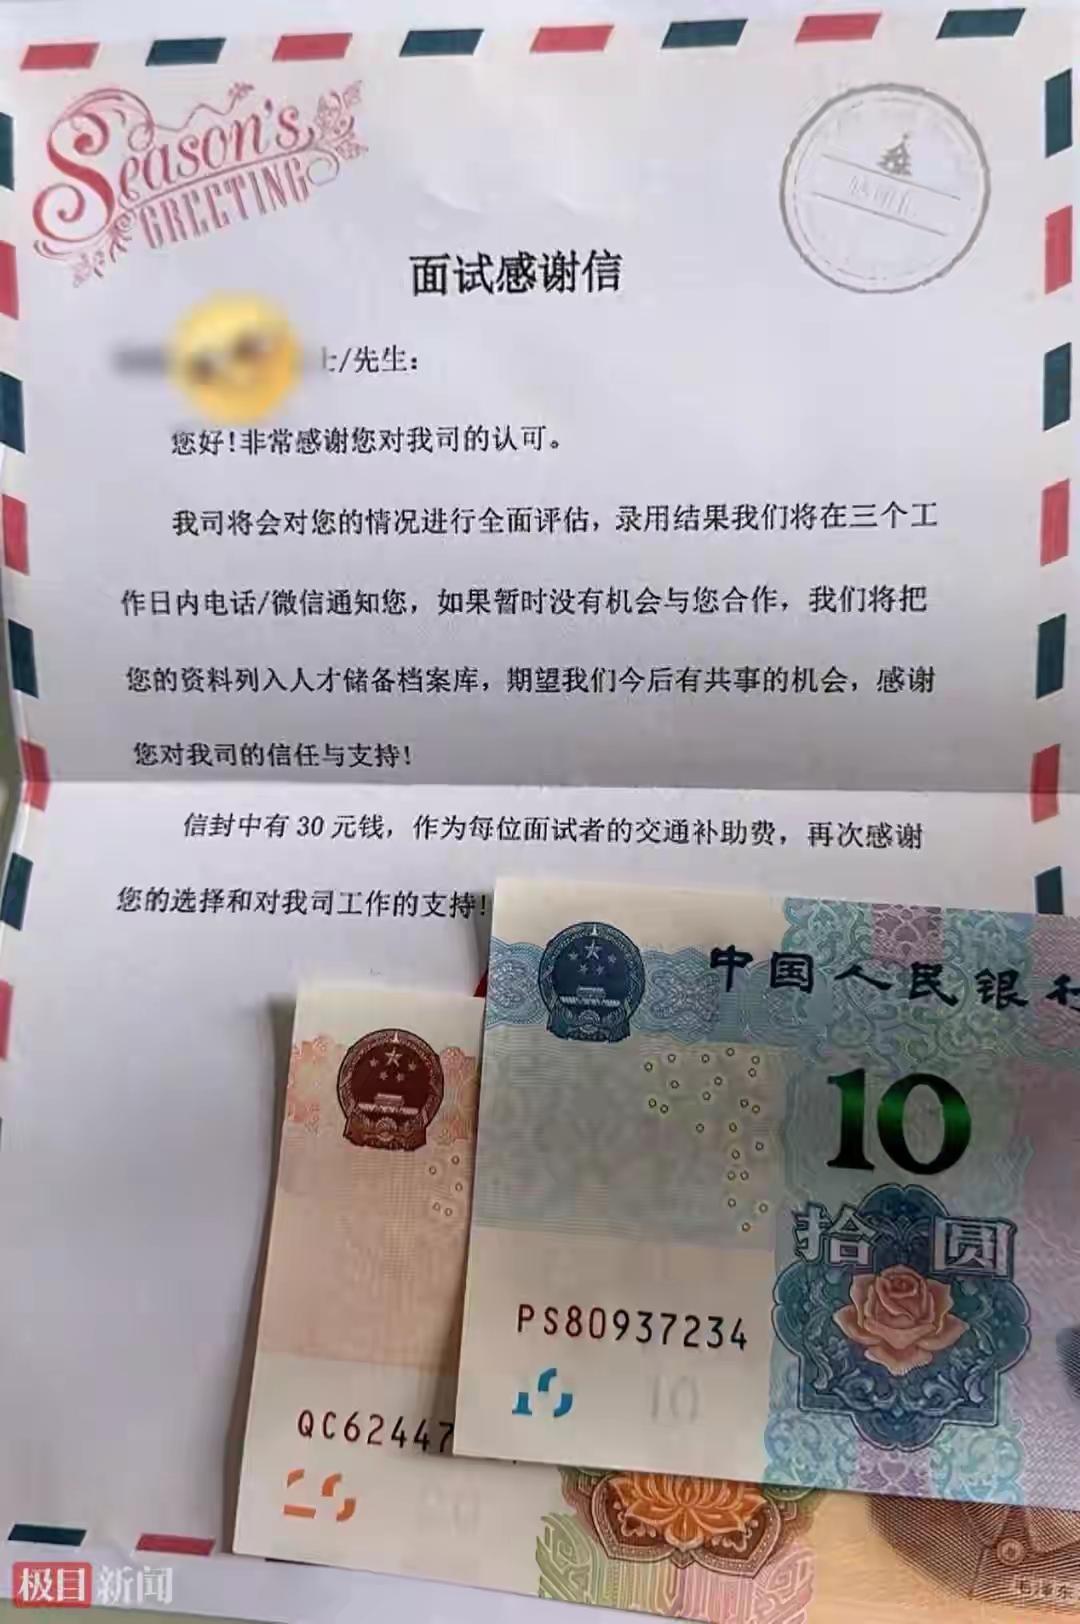 SEASON'S
GREETING
面试感谢信
士/先生：
您好！非常感谢您对我司的认可。
我司将会对您的情况进行全面评估，录用结果我们将在三个工
作日内电话/微信通知您，如果暂时没有机会与您合作，我们将把
您的资料列入人才储备档案库，期望我们今后有共事的机会，感谢
您对我司的信任与支持！
信封中有30元钱，作为每位面试者的交通补助费，再次感谢
您的选择和对我司工作的支持！
中国人民银行
10
拾圆
PS80937234
10
QC62447
20
毛泽东
极目新闻